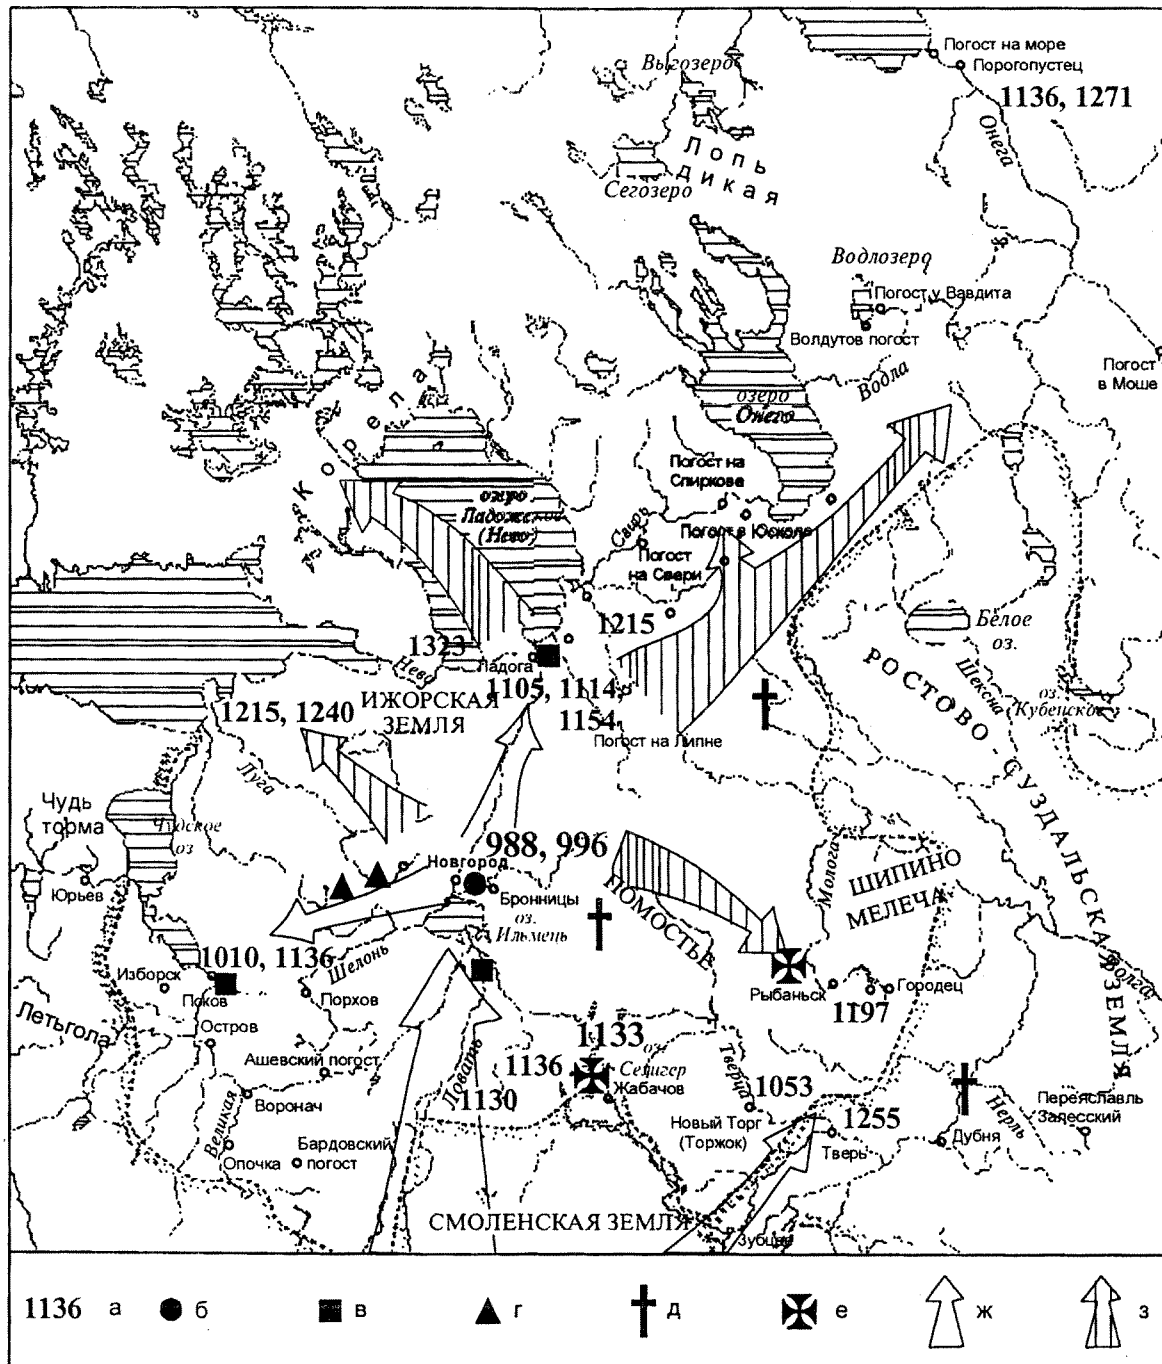 Выгозеро
Погост на море
Порогопустец
1136, 1271
Онега
Лопь
дикая
Сегозеро
Водлозеро
Погост у Вавдита
Волдутов погост
Погост
в Моше
Водла
озеро
Онего
Корела
Погост на
Спиркове
озеро
Ладожское
(Нево)
Свирь
Погост в Юсколе
Погост
на Свери
1215
Белое
оз.
1323
Ладога
Нево
1105, 1114,
1154
ИЖОРСКАЯ
ЗЕМЛЯ
1215, 1240
Погост на Липне
РОСТОВО-СУЗДАЛЬСКАЯ ЗЕМЛЯ
Шексна
оз.
Кубенское
Луга
Чудь
торма
Чудское
оз
Юрьев
988, 996
Новгород
Бронницы
оз.
Ильмець
ПОМОСТЬЕ
Молога
ШИПИНО
МЕЛЕЧА
1010, 1136
Шелонь
Изборск
Псков
Порхов
Рыбаньск
Городец
1197
Волга
Летьгола
Остров
Ашевский погост
Воронач
Великая
Опочка
Бардовский
погост
Ловать
1130
1133
1136
оз.
Селигер
Жабачов
Тверца
1053
Новый Торг
(Торжок)
1255
Тверь
Дубня
Нерль
Переяславль
Залесский
СМОЛЕНСКАЯ ЗЕМЛЯ
Зубцев
1136 а
б
в
г
д
е
ж
з